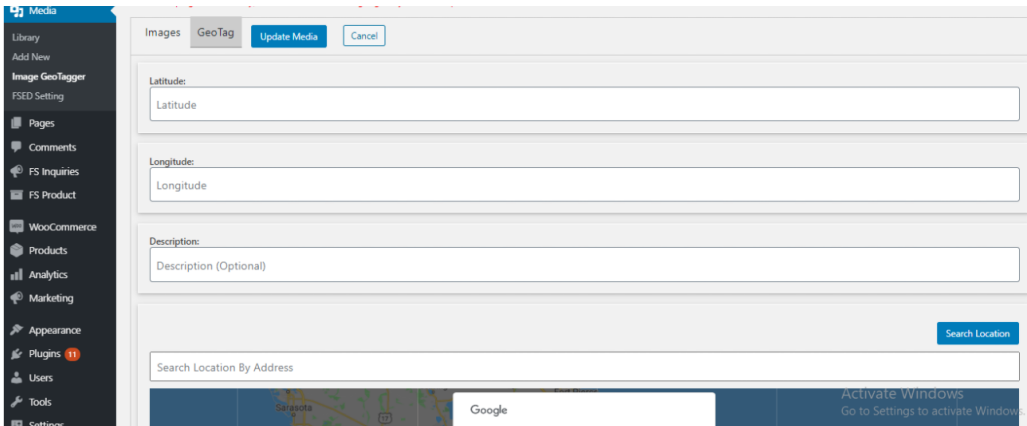 Media
Library
Add New
Image GeoTagger
FSED Setting
Pages
Comments
FS Inquiries
FS Product
WooCommerce
Products
Analytics
Marketing
Appearance
Plugins 11
Users
Tools
Settings
Images GeoTag Update Media Cancel
Latitude:
Latitude
Longitude:
Longitude
Description:
Description (Optional)
Search Location
Search Location By Address
Sarasota
Google
Activate Windows
Go to Settings to activate Windows.